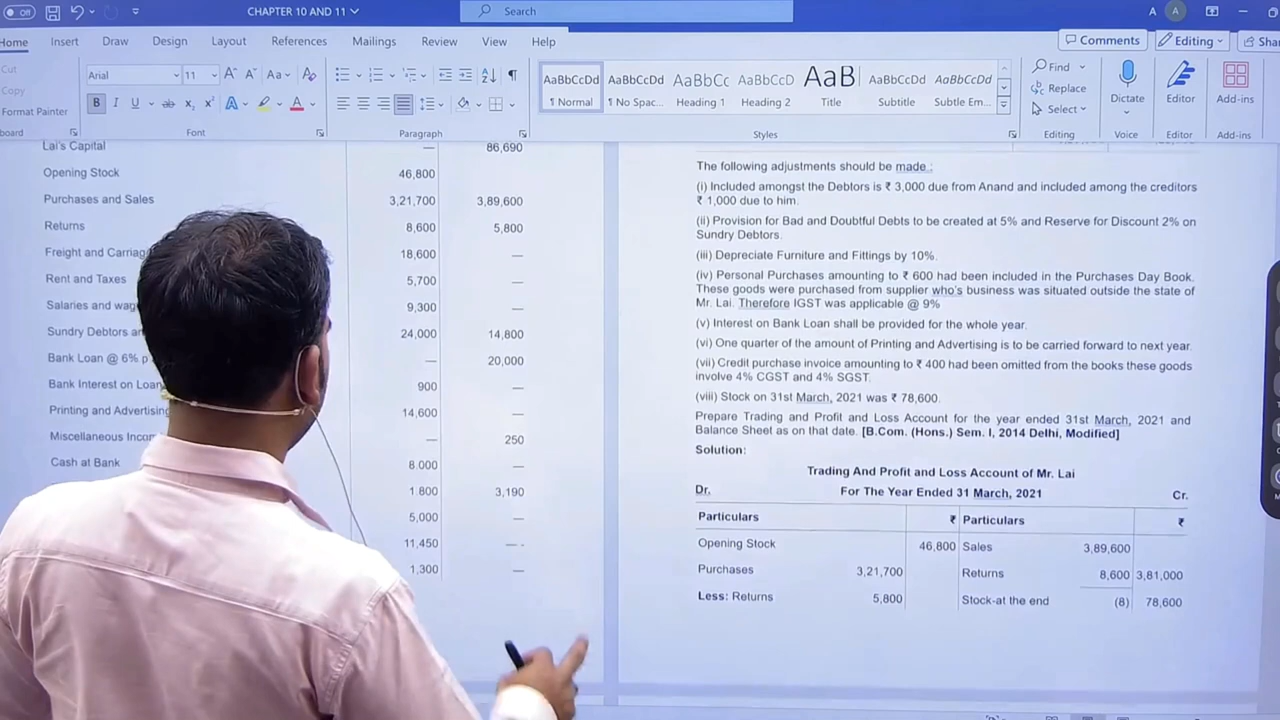 Off
CHAPTER 10 AND 11
Search
A
A
Home
Insert
Draw
Design
Layout
References
Mailings
Review
View
Help
Comments
Editing
Cut
Copy
Format Painter
Arial
11
Aa
B I U ab x₂ x²
Font
Paragraph
AaBbCcDd
Normal
AaBbCcDd
No Spac...
AaBbCc
Heading 1
AaBbCcD
Heading 2
AaB
Title
AaBbCcD
Subtitle
AaBbCcDd
Subtle Em...
Styles
Find
Replace
Select
Editing
Dictate
Voice
Editor
Editor
Add-ins
Add-ins
Lai's Capital — 86,690
Opening Stock 46,800
Purchases and Sales 3,21,700 3,89,600
Returns 8,600 5,800
Freight and Carriag 18,600 —
Rent and Taxes 5,700 —
Salaries and wag 9,300 —
Sundry Debtors an 24,000 14,800
Bank Loan @ 6% p — 20,000
Bank Interest on Loan 900 —
Printing and Advertising 14,600 —
Miscellaneous Incom — 250
Cash at Bank 8.000 —
1.800 3,190
5,000 —
11,450 —
1,300 —
The following adjustments should be made :
(i) Included amongst the Debtors is ₹ 3,000 due from Anand and included among the creditors
₹ 1,000 due to him.
(ii) Provision for Bad and Doubtful Debts to be created at 5% and Reserve for Discount 2% on
Sundry Debtors.
(iii) Depreciate Furniture and Fittings by 10%.
(iv) Personal Purchases amounting to ₹ 600 had been included in the Purchases Day Book.
These goods were purchased from supplier who's business was situated outside the state of
Mr. Lai. Therefore IGST was applicable @ 9%
(v) Interest on Bank Loan shall be provided for the whole year.
(vi) One quarter of the amount of Printing and Advertising is to be carried forward to next year.
(vii) Credit purchase invoice amounting to ₹ 400 had been omitted from the books these goods
involve 4% CGST and 4% SGST.
(viii) Stock on 31st March, 2021 was ₹ 78,600.
Prepare Trading and Profit and Loss Account for the year ended 31st March, 2021 and
Balance Sheet as on that date. [B.Com. (Hons.) Sem. I, 2014 Delhi, Modified]
Solution:
Trading And Profit and Loss Account of Mr. Lai
Dr. For The Year Ended 31 March, 2021 Cr.
Particulars ₹ Particulars ₹
Opening Stock 46,800 Sales 3,89,600
Purchases 3,21,700 Returns 8,600 3,81,000
Less: Returns 5,800 Stock-at the end (8) 78,600